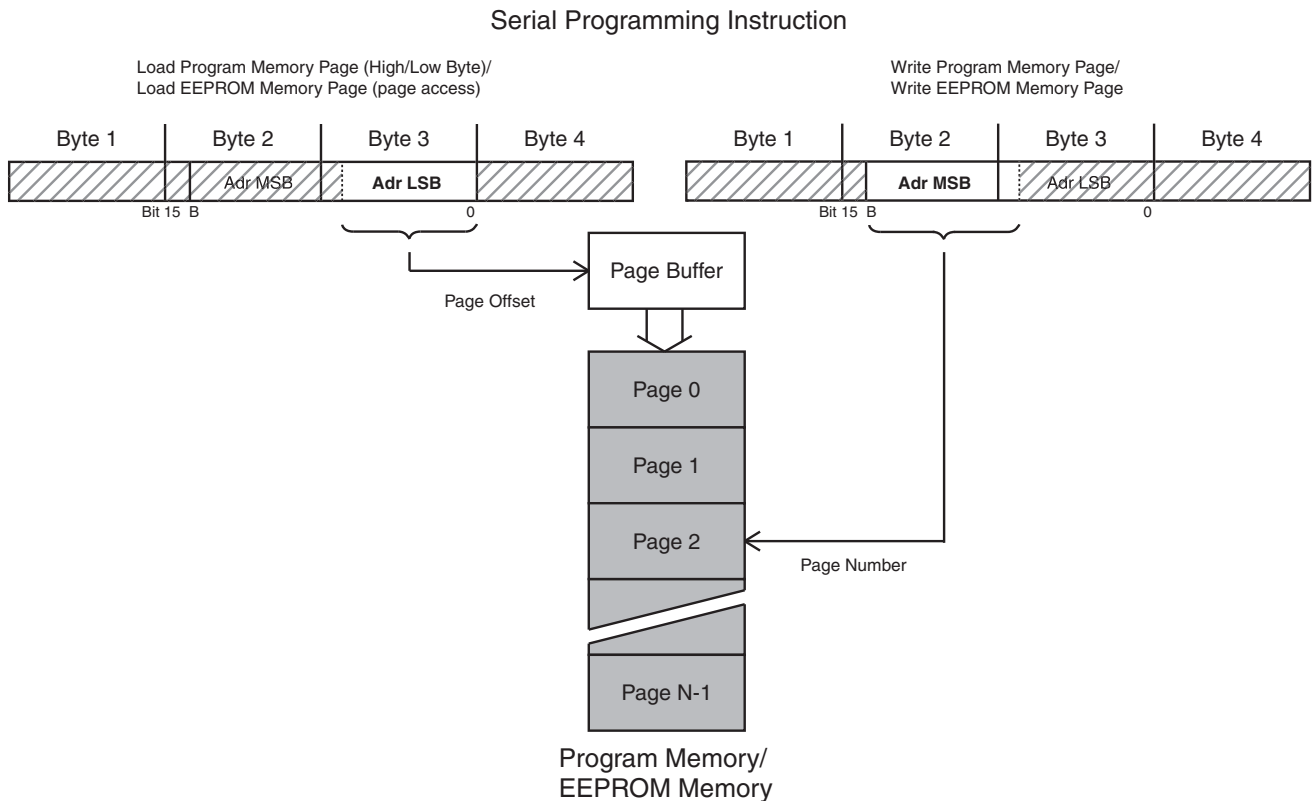 Serial Programming Instruction
Load Program Memory Page (High/Low Byte)/
Load EEPROM Memory Page (page access)
Write Program Memory Page/
Write EEPROM Memory Page
Byte 1 Byte 2 Byte 3 Byte 4
Byte 1 Byte 2 Byte 3 Byte 4
Adr MSB Adr LSB
Adr MSB Adr LSB
Bit 15 B 0
Bit 15 B 0
Page Buffer
Page Offset
Page 0
Page 1
Page 2
Page Number
Page N-1
Program Memory/
EEPROM Memory